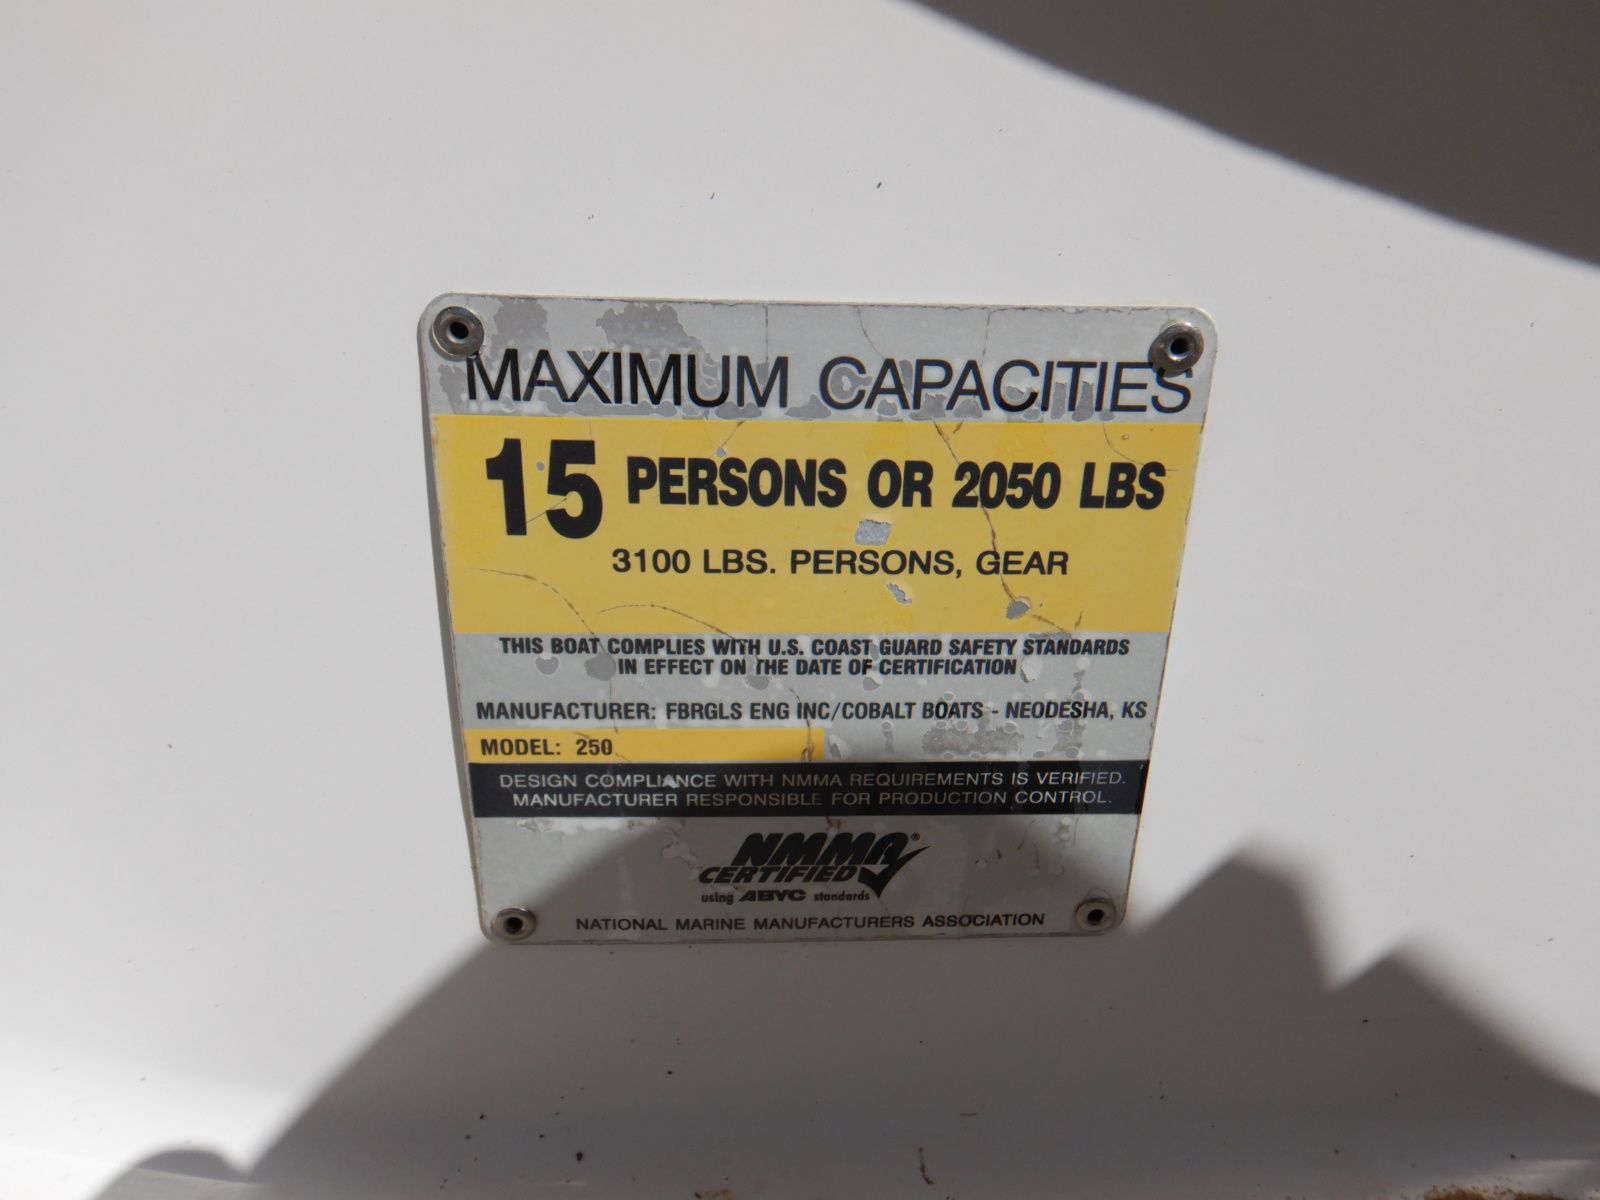 MAXIMUM CAPACITIES
15 PERSONS OR 2050 LBS
3100 LBS. PERSONS, GEAR
THIS BOAT COMPLIES WITH U.S. COAST GUARD SAFETY STANDARDS
IN EFFECT ON THE DATE OF CERTIFICATION
MANUFACTURER: FBRGLS ENG INC/COBALT BOATS - NEODESHA, KS
MODEL: 250
DESIGN COMPLIANCE WITH NMMA REQUIREMENTS IS VERIFIED.
MANUFACTURER RESPONSIBLE FOR PRODUCTION CONTROL.
NMMA®
CERTIFIED
using ABYC standards
NATIONAL MARINE MANUFACTURERS ASSOCIATION